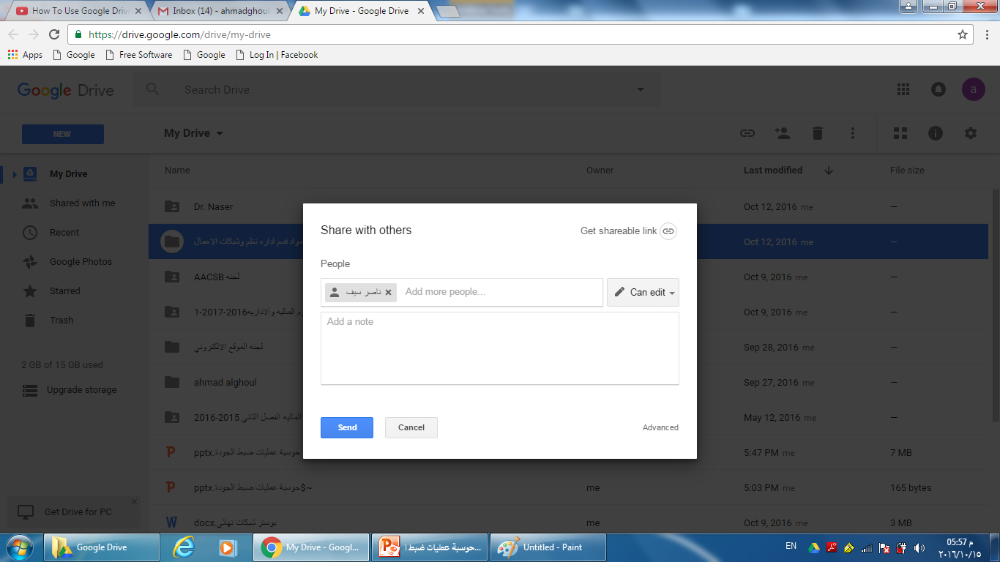 How To Use Google Driv
Inbox (14) - ahmadghoul
My Drive - Google Drive
https://drive.google.com/drive/my-drive
Apps Google Free Software Google Log In | Facebook
Google Drive Search Drive a
NEW My Drive
Name Owner Last modified File size
My Drive
Shared with me
Recent
Google Photos
Starred
Trash
2 GB of 15 GB used
Upgrade storage
Get Drive for PC
Dr. Naser Oct 12, 2016 me —
مواد قسم اداره نظم وشبكات الاعمال Oct 12, 2016 me —
لجنه AACSB Oct 9, 2016 me —
م الماليه وألاداريه2016-2017-1 Oct 9, 2016 me —
لجنه الموقع الالكتروني Sep 28, 2016 me —
ahmad alghoul Sep 27, 2016 me —
الماليه الفصل الثاني 2015-2016 May 12, 2016 me —
حوسبة عمليات ضبط الجودة.pptx 5:47 PM me 7 MB
~$حوسبة عمليات ضبط الجودة.pptx me 5:03 PM me 165 bytes
بوستر شبكات نهائي.docx me Oct 9, 2016 me 3 MB
Share with others Get shareable link
People
ناصر سيف Add more people... Can edit
Add a note
Send Cancel Advanced
Google Drive
My Drive - Googl...
حوسبة عمليات ضبط ا...
Untitled - Paint
EN
05:57 م
٢٠١٦/١٠/١٥